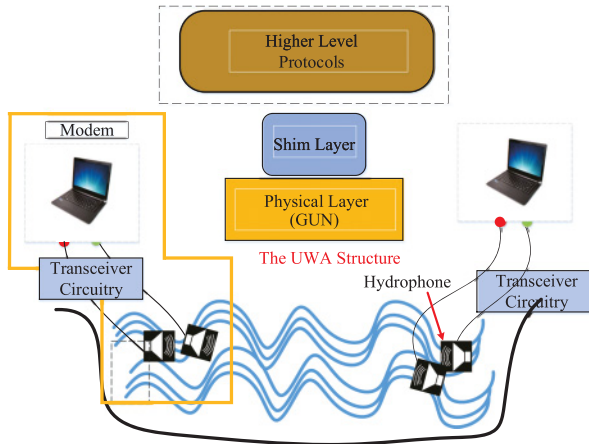 Higher Level
Protocols
Modem
Shim Layer
Physical Layer
(GUN)
The UWA Structure
Transceiver
Circuitry
Hydrophone
Transceiver
Circuitry